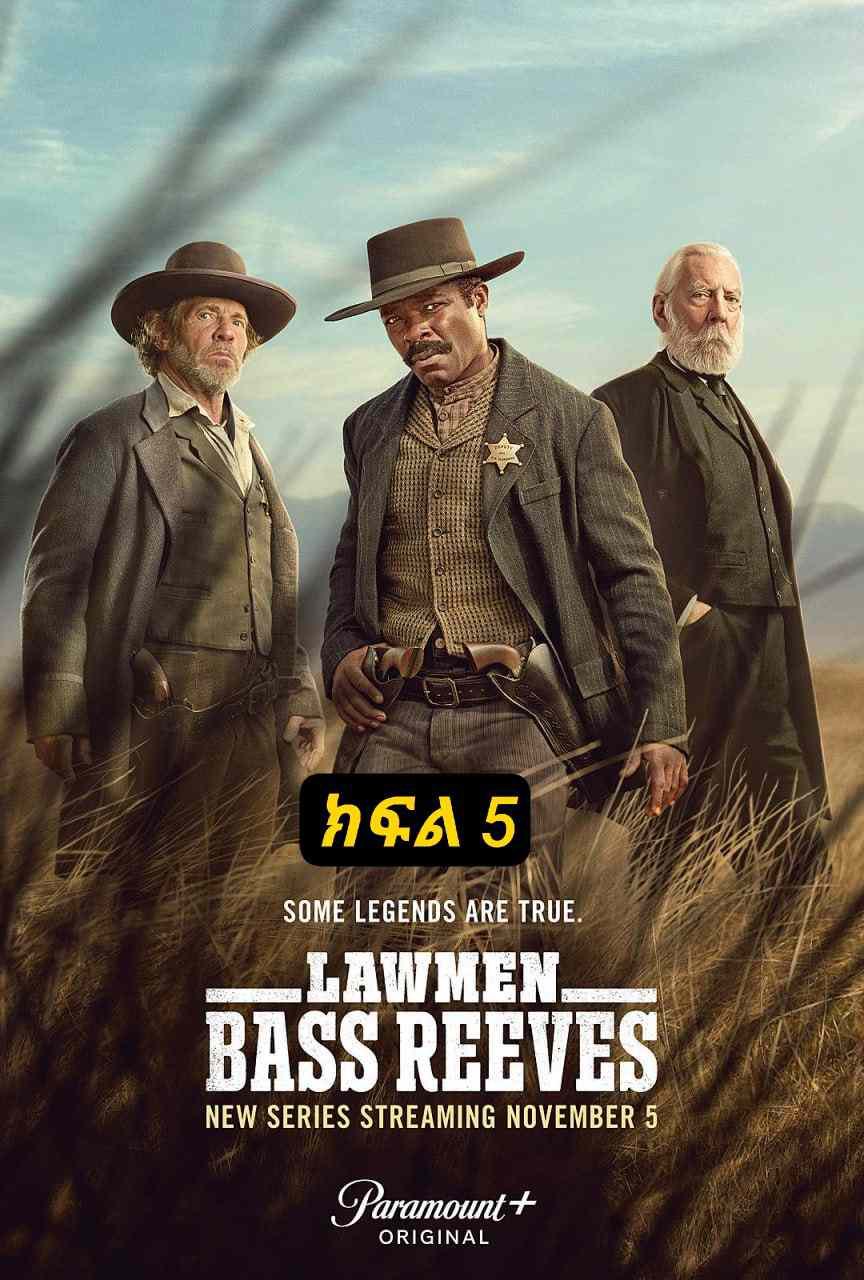 ክፍል 5
SOME LEGENDS ARE TRUE.
LAWMEN
BASS REEVES
NEW SERIES STREAMING NOVEMBER 5
Paramount+
ORIGINAL